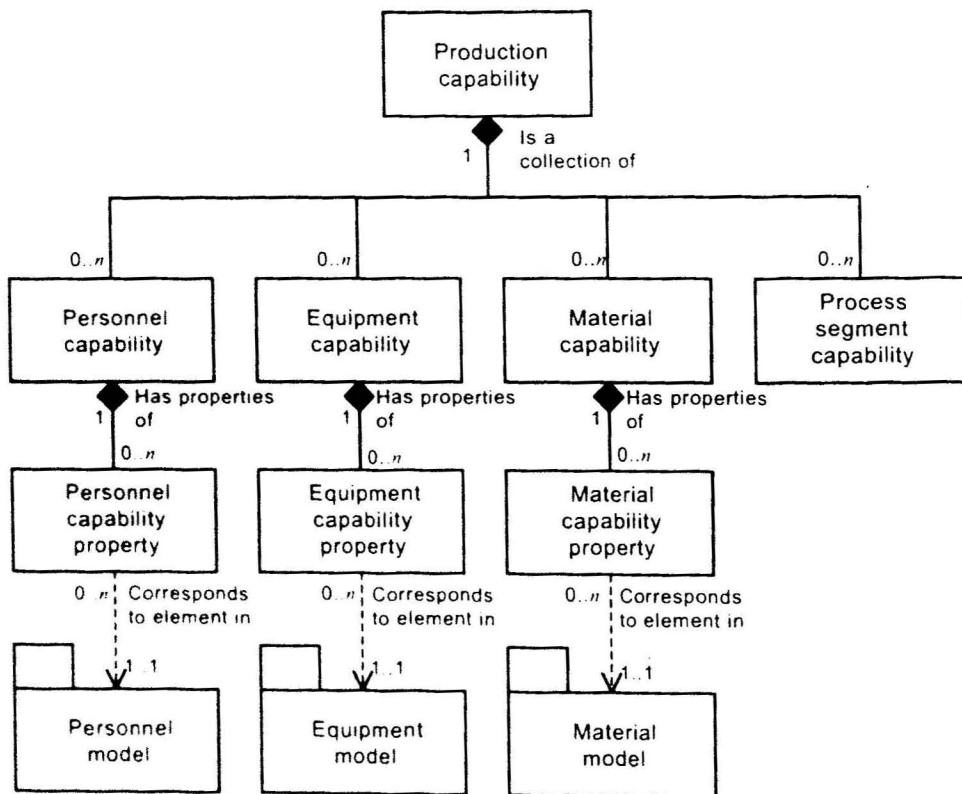 Production
capability
Is a
1
collection of
0..n
0..n
0..n
0..n
Personnel
capability
Equipment
capability
Material
capability
Process
segment
capability
1
Has properties
of
1
Has properties
of
1
Has properties
of
0..n
0..n
0..n
Personnel
capability
property
Equipment
capability
property
Material
capability
property
0..n
Corresponds
to element in
0..n
Corresponds
to element in
0..n
Corresponds
to element in
1..1
1..1
1..1
Personnel
model
Equipment
model
Material
model